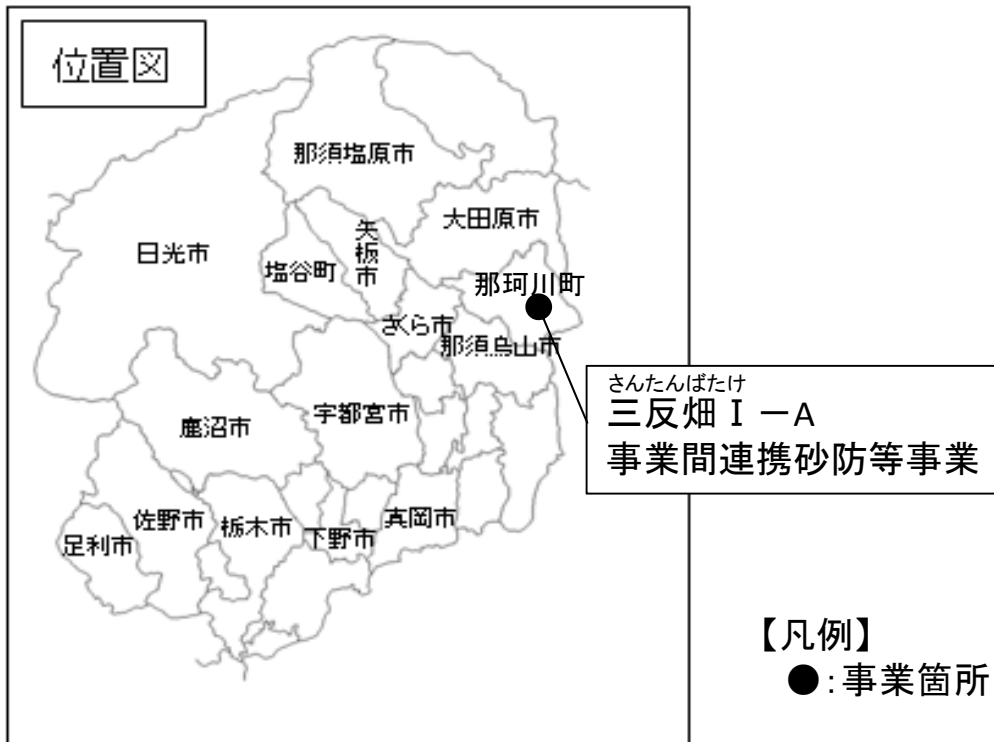 位置図
那須塩原市
大田原市
矢板市
日光市
塩谷町
那珂川町
さくら市
那須烏山市
さんたんばたけ
三反畑Ⅰ－A
事業間連携砂防等事業
宇都宮市
鹿沼市
真岡市
佐野市
栃木市
下野市
足利市
【凡例】
●:事業箇所